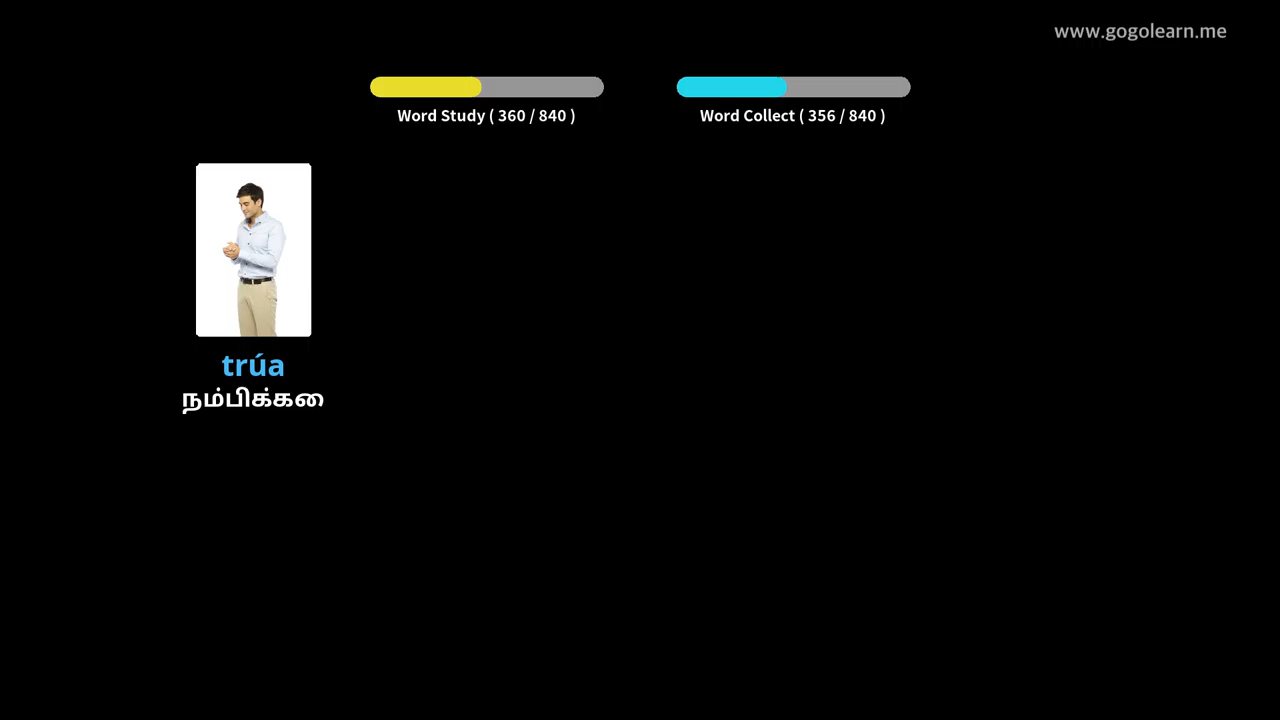 www.gogolearn.me
Word Study ( 360 / 840 )
Word Collect ( 356 / 840 )
trúa
நம்பிக்கை